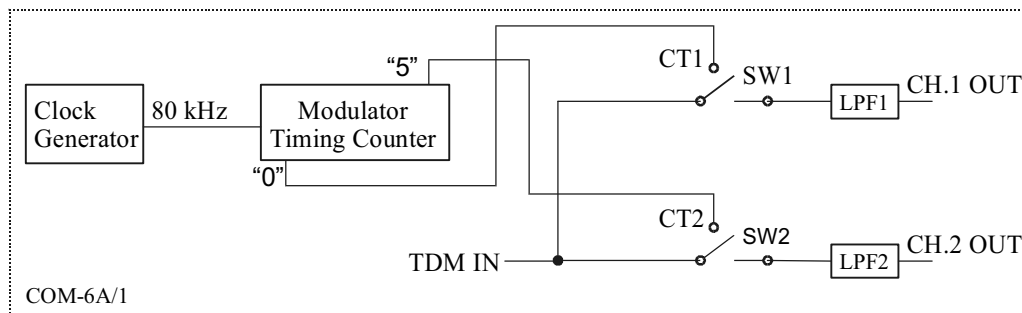 “5”
CT1
SW1
CH.1 OUT
LPF1
Clock
Generator
80 kHz
Modulator
Timing Counter
“0”
CT2
SW2
CH.2 OUT
TDM IN
LPF2
COM-6A/1